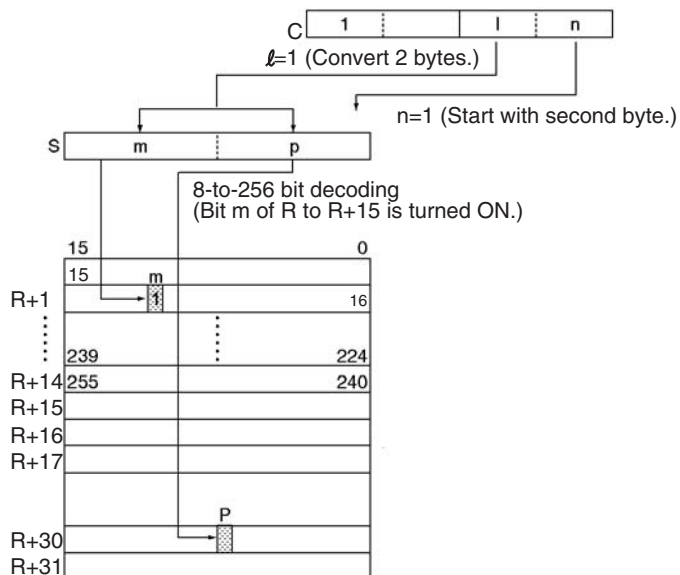 C 1 l n
ℓ=1 (Convert 2 bytes.)
n=1 (Start with second byte.)
S m p
8-to-256 bit decoding
(Bit m of R to R+15 is turned ON.)
15 0
15 m
R+1 1 16
239 224
R+14 255 240
R+15
R+16
R+17
P
R+30
R+31